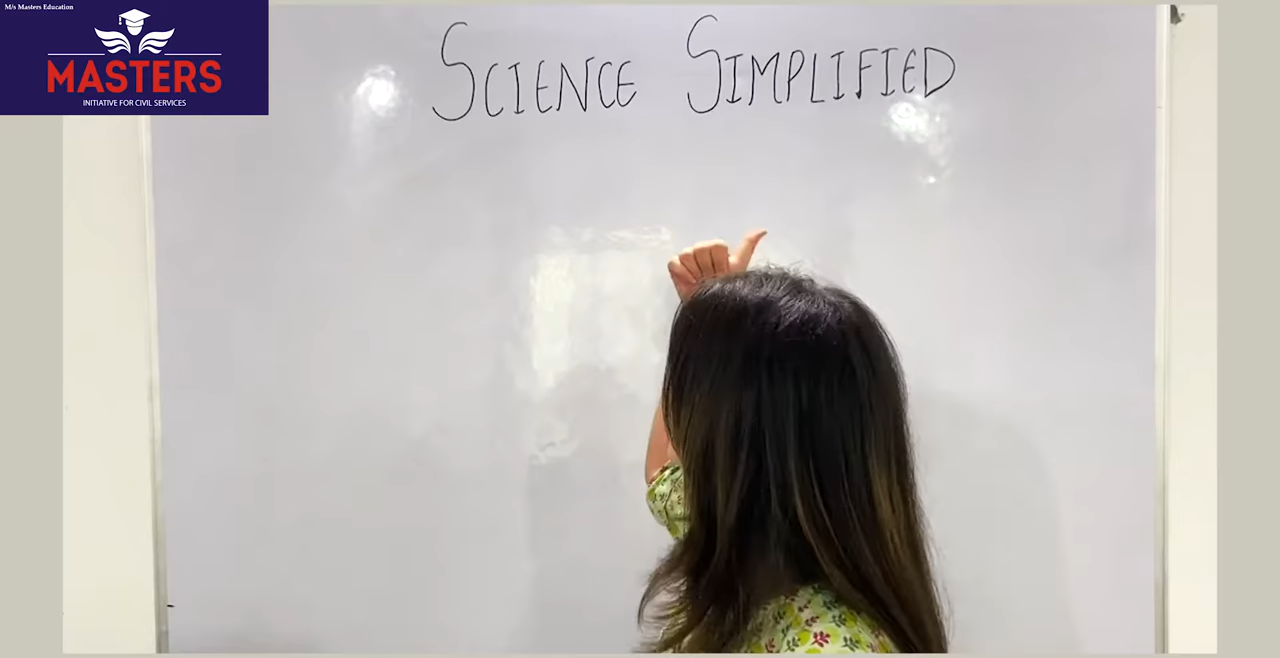 M/s Masters Education
MASTERS
INITIATIVE FOR CIVIL SERVICES
SCIENCE SIMPLIFIED